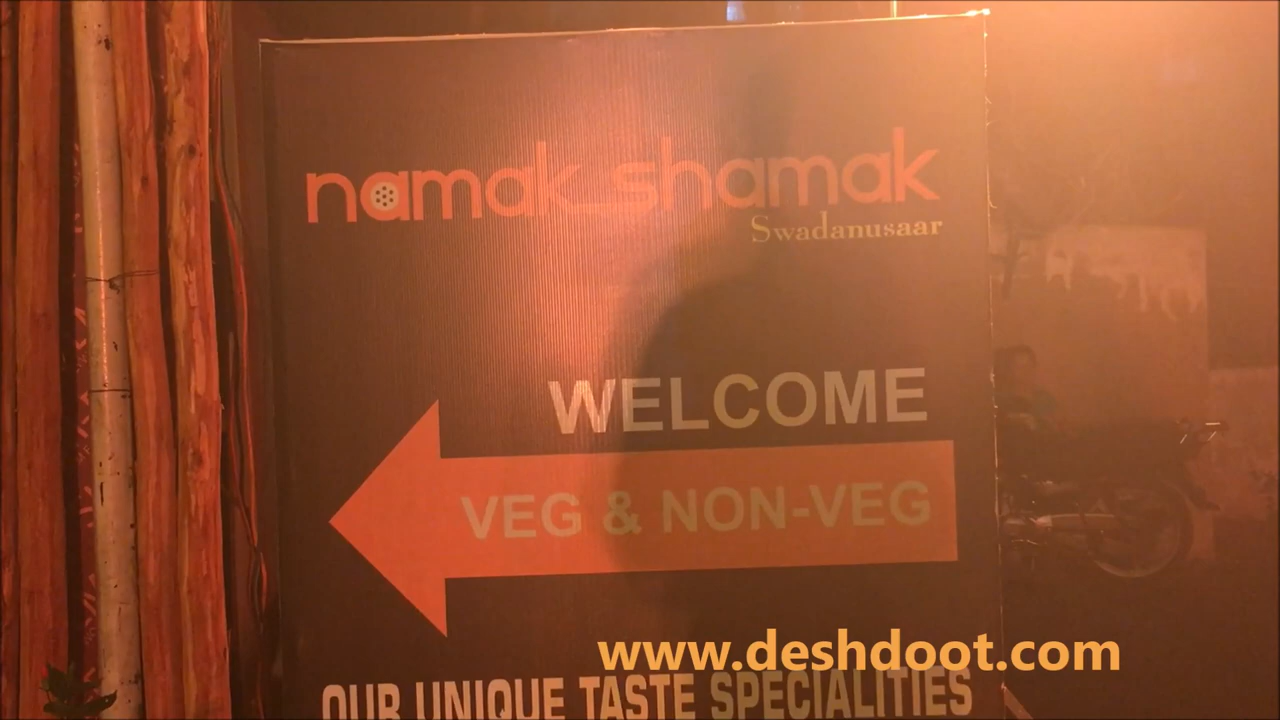 namak shamak
Swadanusaar
WELCOME
VEG & NON-VEG
www.deshdoot.com
OUR UNIQUE TASTE SPECIALITIES